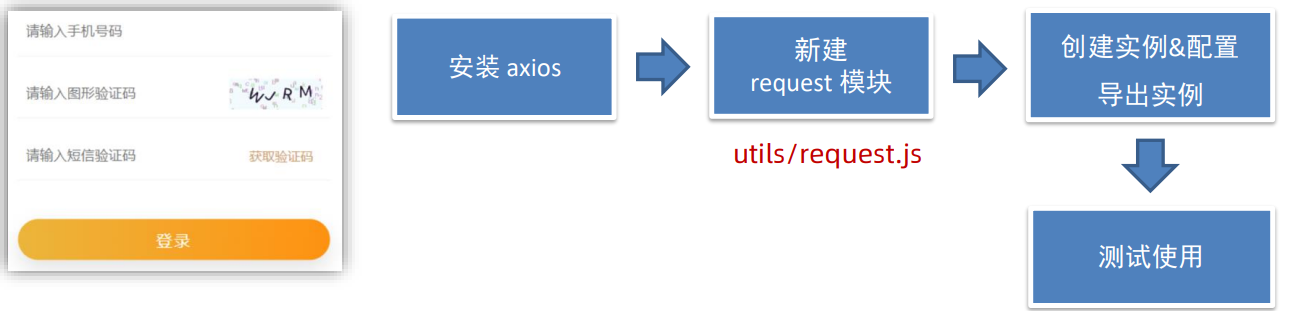 请输入手机号码
请输入图形验证码
WJRM
请输入短信验证码
获取验证码
登录
安装 axios
新建
request 模块
utils/request.js
创建实例&配置
导出实例
测试使用